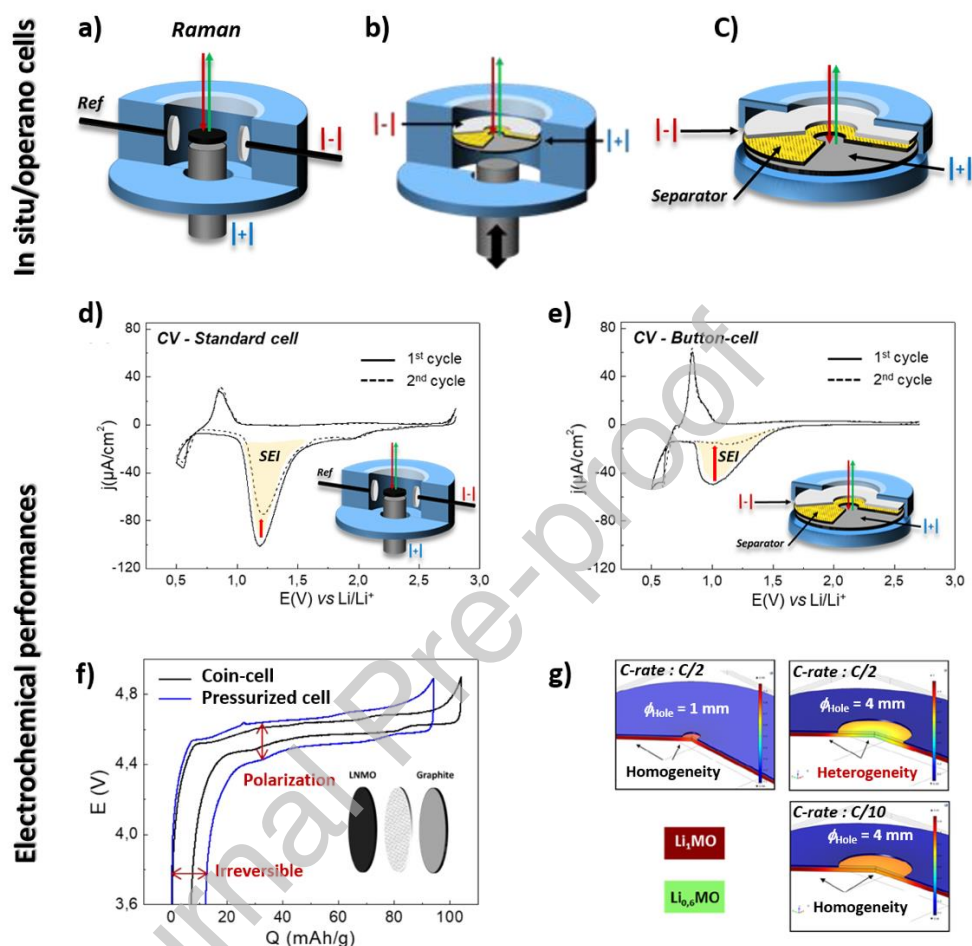 In situ/operano cells
a)
Raman
Ref
|-|
|+|
b)
|-|
|+|
C)
|-|
Separator
|+|
Electrochemical performances
d)
CV - Standard cell
1st cycle
2nd cycle
SEI
Ref
|-|
|+|
j(µA/cm²)
80
40
0
-40
-80
-120
0,5 1,0 1,5 2,0 2,5 3,0
E(V) vs Li/Li⁺
e)
CV - Button-cell
1st cycle
2nd cycle
SEI
|-|
Separator
|+|
j(µA/cm²)
80
40
0
-40
-80
-120
0,5 1,0 1,5 2,0 2,5 3,0
E(V) vs Li/Li⁺
f)
Coin-cell
Pressurized cell
Polarization
LNMO
Graphite
Irreversible
E (V)
4,8
4.4
4.0
3.6
0 20 40 60 80 100
Q (mAh/g)
g)
C-rate : C/2
ϕHole = 1 mm
Homogeneity
C-rate : C/2
ϕHole = 4 mm
Heterogeneity
Li₁MO
Li₀,₆MO
C-rate : C/10
ϕHole = 4 mm
Homogeneity
urnal Pre-proof